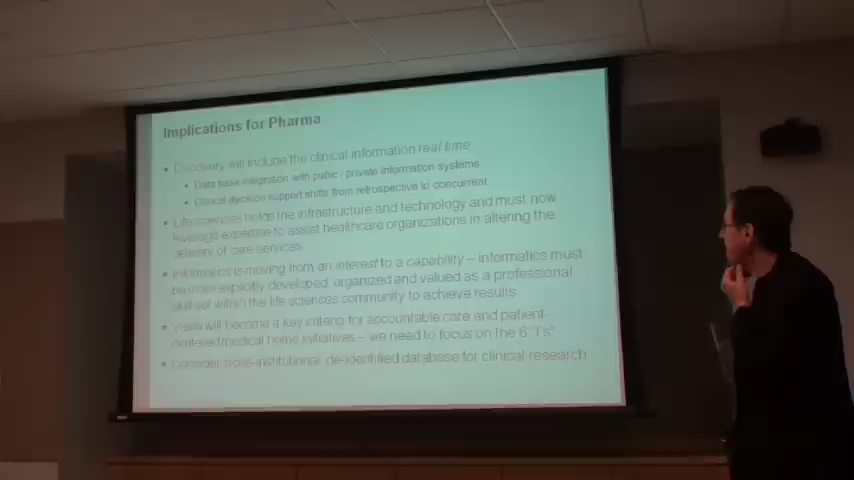 Implications for Pharma
• Discovery will include the clinical information real time
• Data base integration with public / private information systems
• Clinical decision support shifts from retrospective to concurrent
• Life sciences holds the infrastructure and technology and must now
leverage expertise to assist healthcare organizations in altering the
delivery of care services
• Informatics is moving from an interest to a capability – informatics must
be more explicitly developed, organized and valued as a professional
skill set within the life sciences community to achieve results
• Value will become a key criteria for accountable care and patient-
centered medical home initiatives – we need to focus on the 6 "I's"
• Consider cross-institutional, de-identified database for clinical research